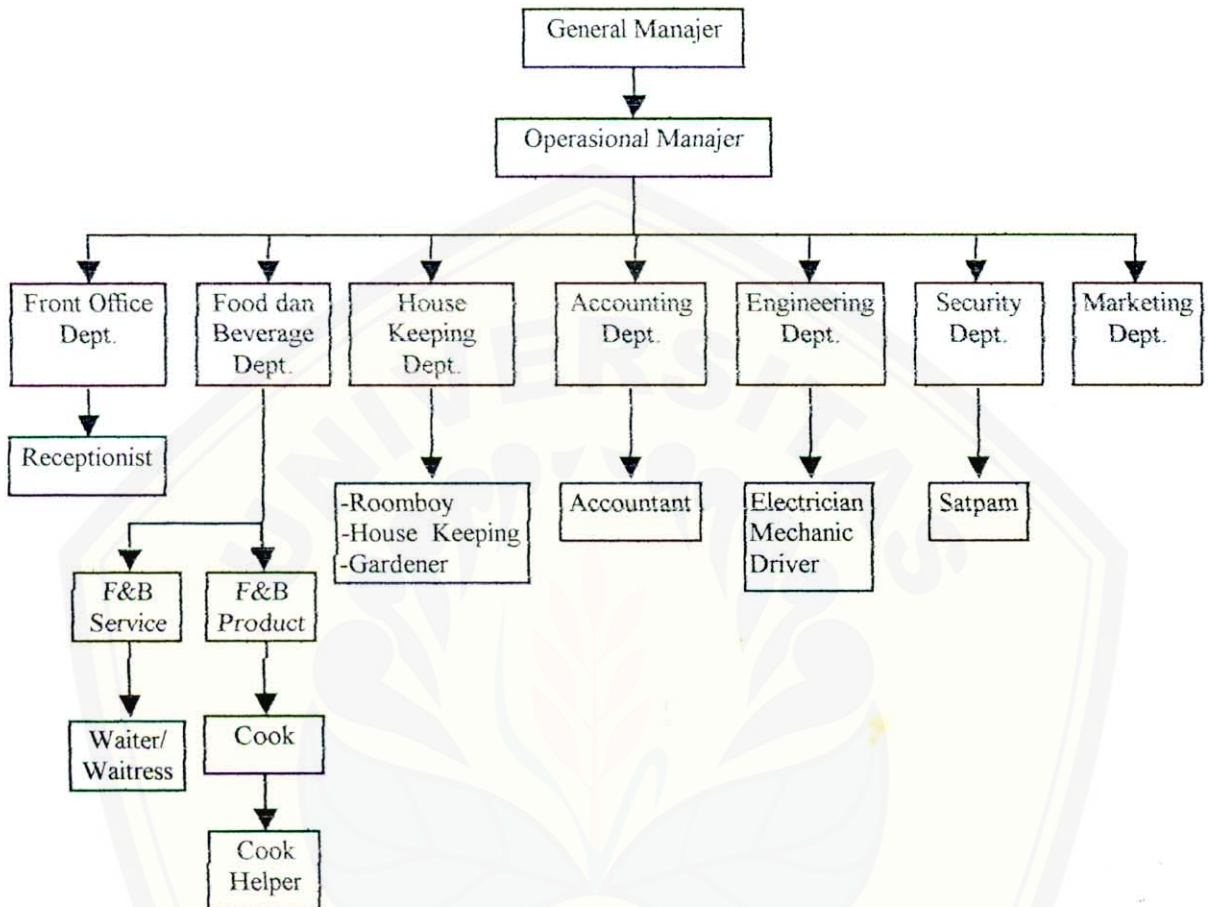 General Manajer
Operasional Manajer
Front Office
Dept.
Food dan
Beverage
Dept.
House
Keeping
Dept.
Accounting
Dept.
Engineering
Dept.
Security
Dept.
Marketing
Dept.
Receptionist
-Roomboy
-House Keeping
-Gardener
Accountant
Electrician
Mechanic
Driver
Satpam
F&B
Service
F&B
Product
Waiter/
Waitress
Cook
Cook
Helper
UNIVERSITAS